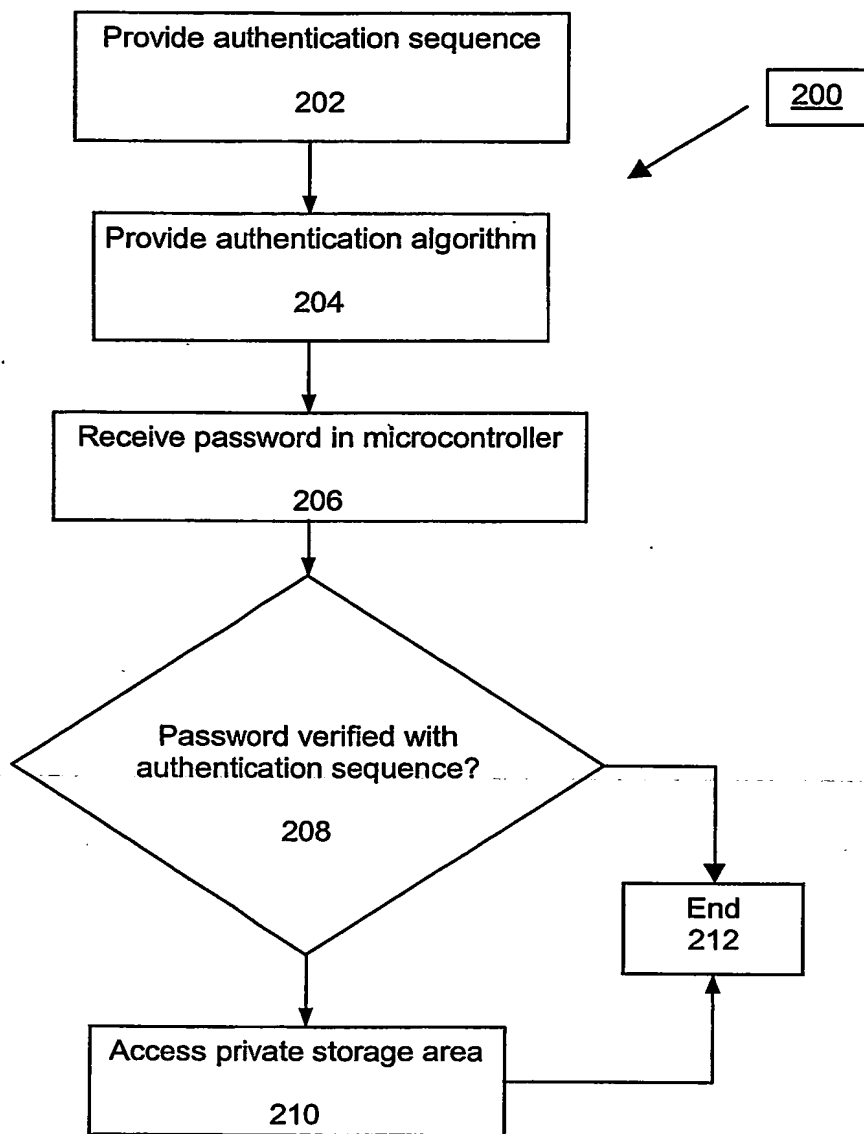 Provide authentication sequence
202
200
Provide authentication algorithm
204
Receive password in microcontroller
206
Password verified with
authentication sequence?
208
End
212
Access private storage area
210